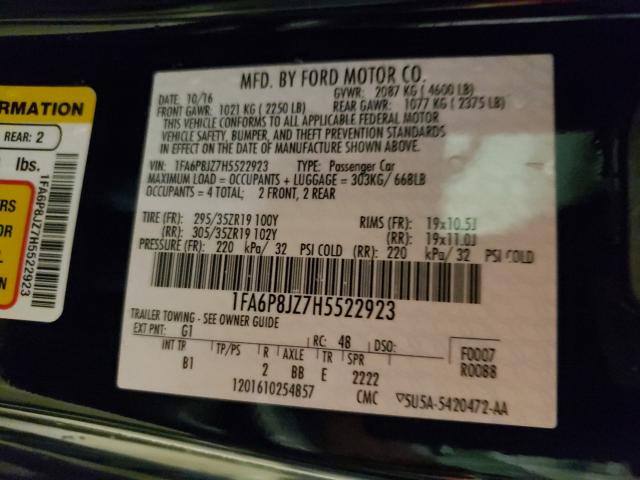 ORMATION
REAR: 2
lbs.
RS
OR
L
ON
1FA6P8JZ7H5522923
MFD. BY FORD MOTOR CO.
10/16 GVWR: 2087 KG ( 4600 LB)
FRONT GAWR: 1021 KG ( 2250 LB) REAR GAWR: 1077 KG ( 2375 LB)
THIS VEHICLE CONFORMS TO ALL APPLICABLE FEDERAL MOTOR
VEHICLE SAFETY, BUMPER, AND THEFT PREVENTION STANDARDS
IN EFFECT ON THE DATE OF MANUFACTURE SHOWN ABOVE.
VIN: 1FA6P8JZ7H5522923 TYPE: Passenger Car
MAXIMUM LOAD = OCCUPANTS + LUGGAGE = 303KG/ 668LB
OCCUPANTS = 4 TOTAL; 2 FRONT, 2 REAR
TIRE (FR): 295/35ZR19 100Y RIMS (FR): 19x10.5J
(RR): 305/35ZR19 102Y (RR): 19x11.0J
PRESSURE (FR): 220 kPa/ 32 PSI COLD (RR): 220 kPa/ 32 PSI COLD
1FA6P8JZ7H5522923
TRAILER TOWING - SEE OWNER GUIDE
EXT PNT: G1 RC: 48 DSO: F0007
INT TR TP/PS R AXLE TR SPR R0088
B1 2 BB E 2222
1201610254857 CMC 5U5A-5420472-AA